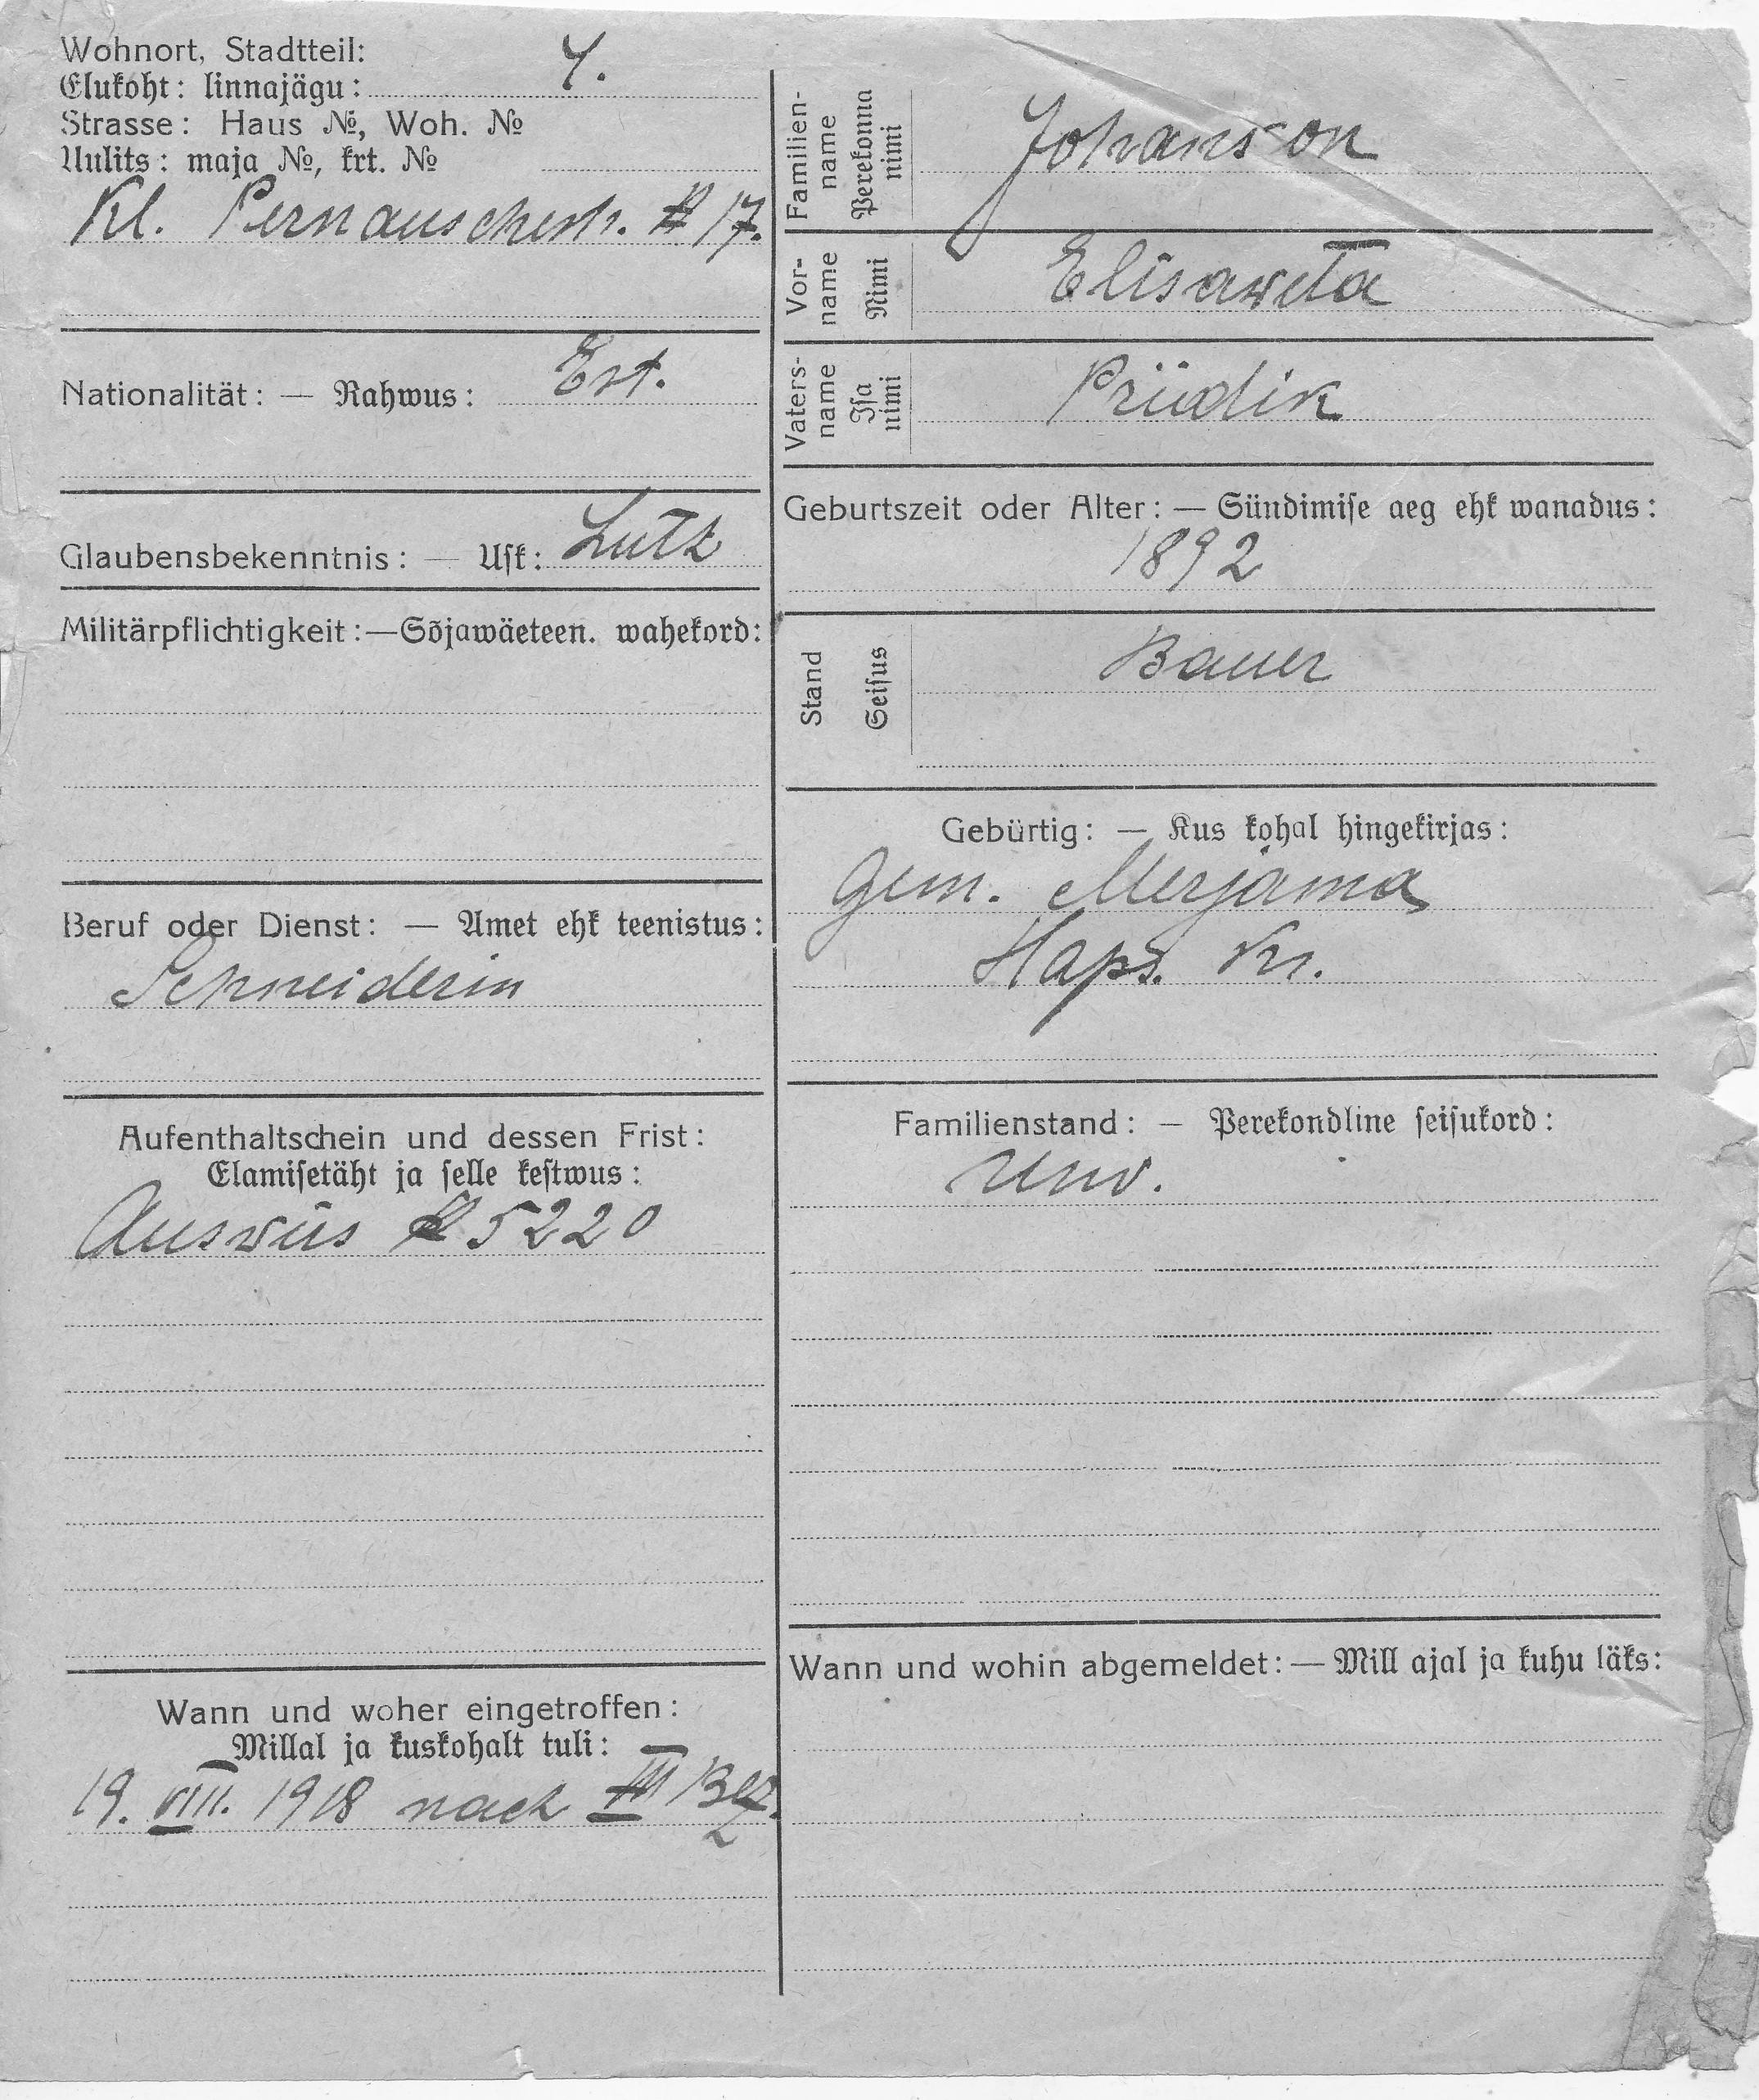 Wohnort, Stadtteil:
Elukoht: linnajägu: 4.
Strasse: Haus №, Woh. №
Uulits: maja №, krt. №
Kl. Pernauschestr. № 17.
Nationalität: — Rahwus: Est.
Glaubensbekenntnis: — Usk: Luth
Militärpflichtigkeit:—Sõjawäeteen. wahekord:
Beruf oder Dienst: — Amet ehk teenistus:
Schneiderin
Aufenthaltschein und dessen Frist:
Elamisetäht ja selle kestwus:
Ausweis № 5220
Wann und woher eingetroffen:
Millal ja kuskohalt tuli:
19. VIII. 1918 nach III Bez.
Familien-
name
Perekonna
nimi
Johanson
Vor-
name
Nimi
Elisaweta
Vaters-
name
Isa
nimi
Prüdik
Geburtszeit oder Alter: — Sündimise aeg ehk wanadus:
1892
Stand
Seisus
Bauer
Gebürtig: — Kus kohal hingekirjas:
Gem. Merjama
Haps. Kr.
Familienstand: — Perekondline seisukord:
Unv.
Wann und wohin abgemeldet: — Mill ajal ja kuhu läks: